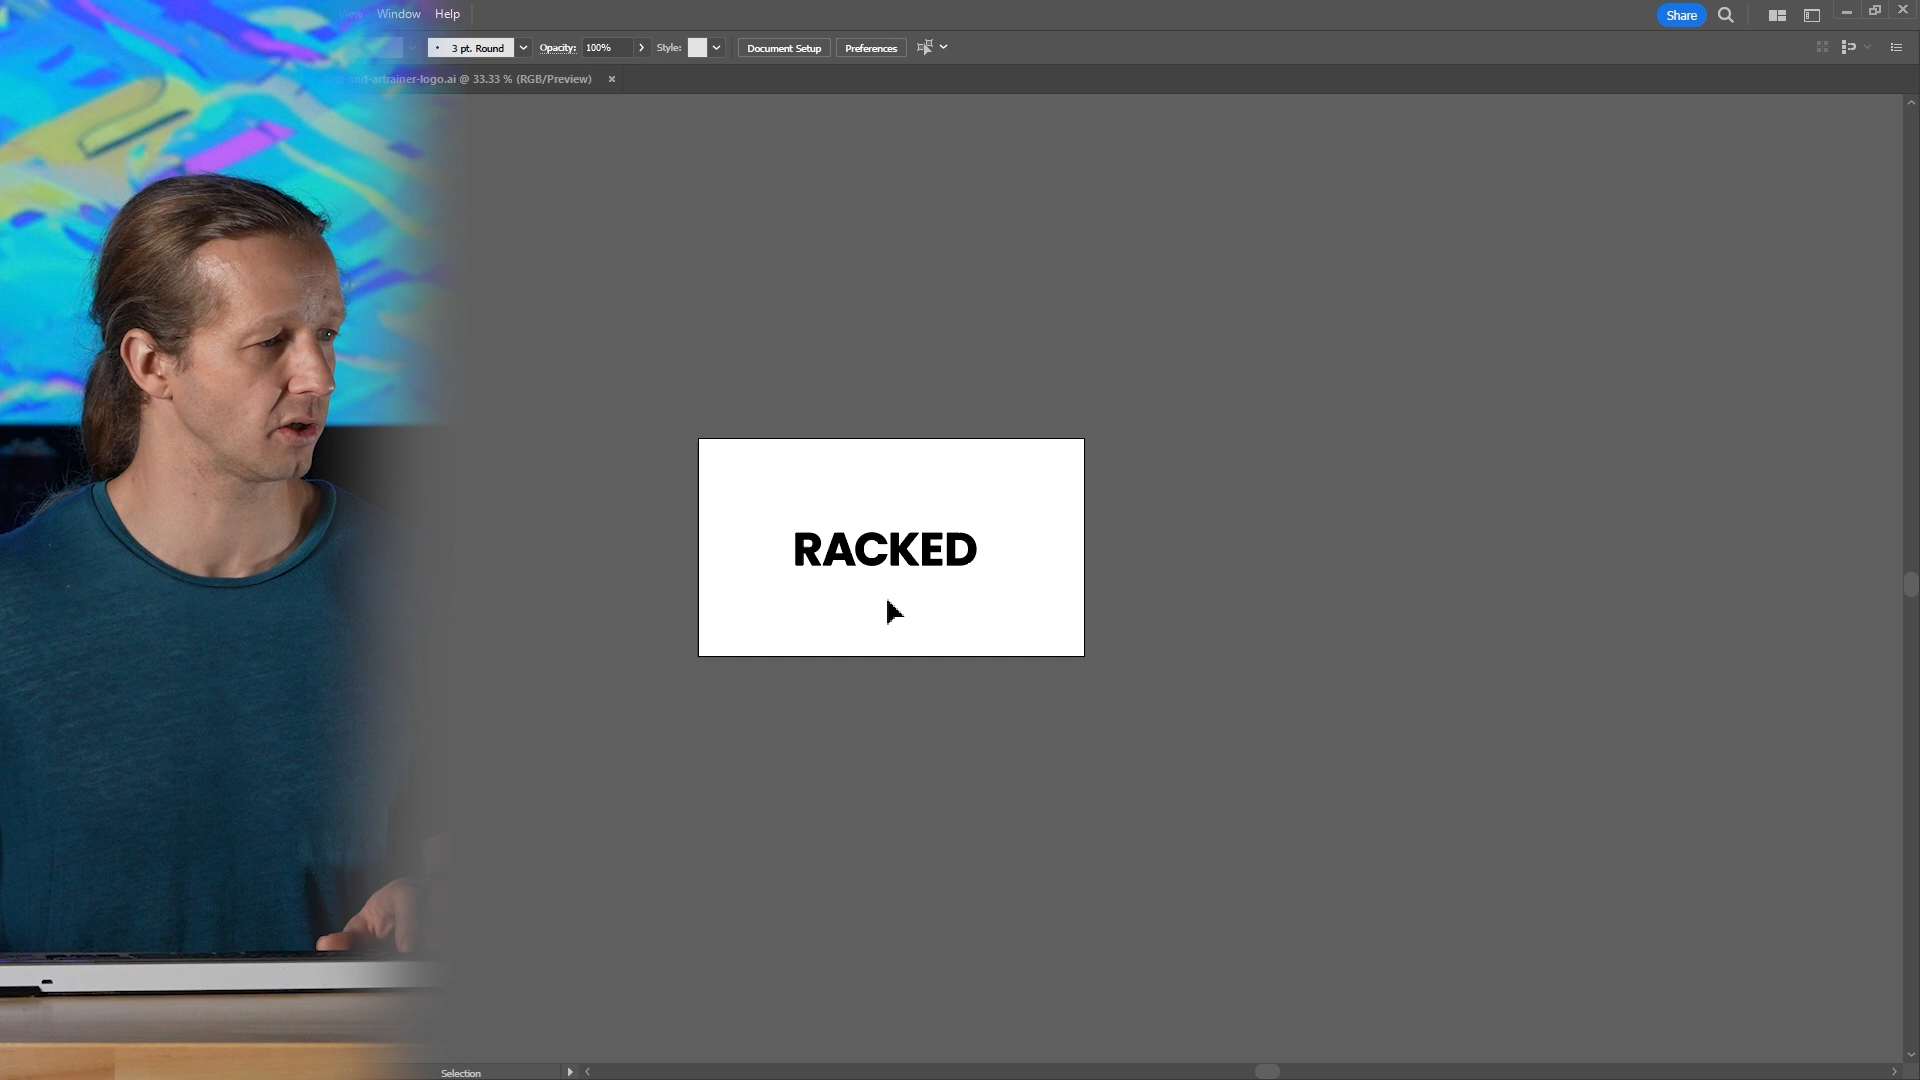 View Window Help
Share
3 pt. Round Opacity: 100% Style: Document Setup Preferences
-artrainer-logo.ai @ 33.33 % (RGB/Preview)
RACKED
Selection